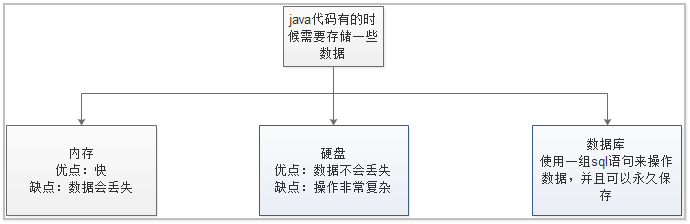 java代码有的时
候需要存储一些
数据
内存
优点：快
缺点：数据会丢失
硬盘
优点：数据不会丢失
缺点：操作非常复杂
数据库
使用一组sql语句来操作
数据，并且可以永久保
存